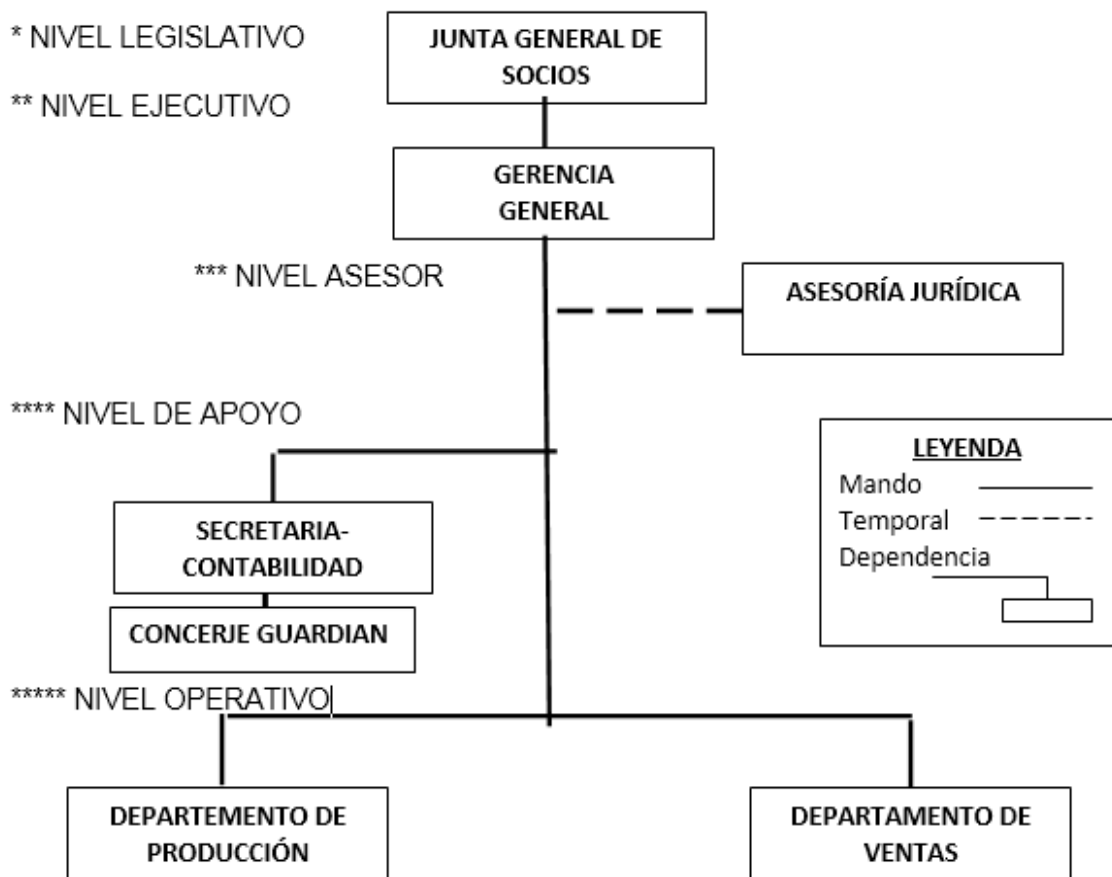 * NIVEL LEGISLATIVO
JUNTA GENERAL DE
SOCIOS
** NIVEL EJECUTIVO
GERENCIA
GENERAL
*** NIVEL ASESOR
ASESORÍA JURÍDICA
**** NIVEL DE APOYO
LEYENDA
Mando
Temporal
Dependencia
SECRETARIA-
CONTABILIDAD
CONCERJE GUARDIAN
***** NIVEL OPERATIVO
DEPARTEMENTO DE
PRODUCCIÓN
DEPARTAMENTO DE
VENTAS